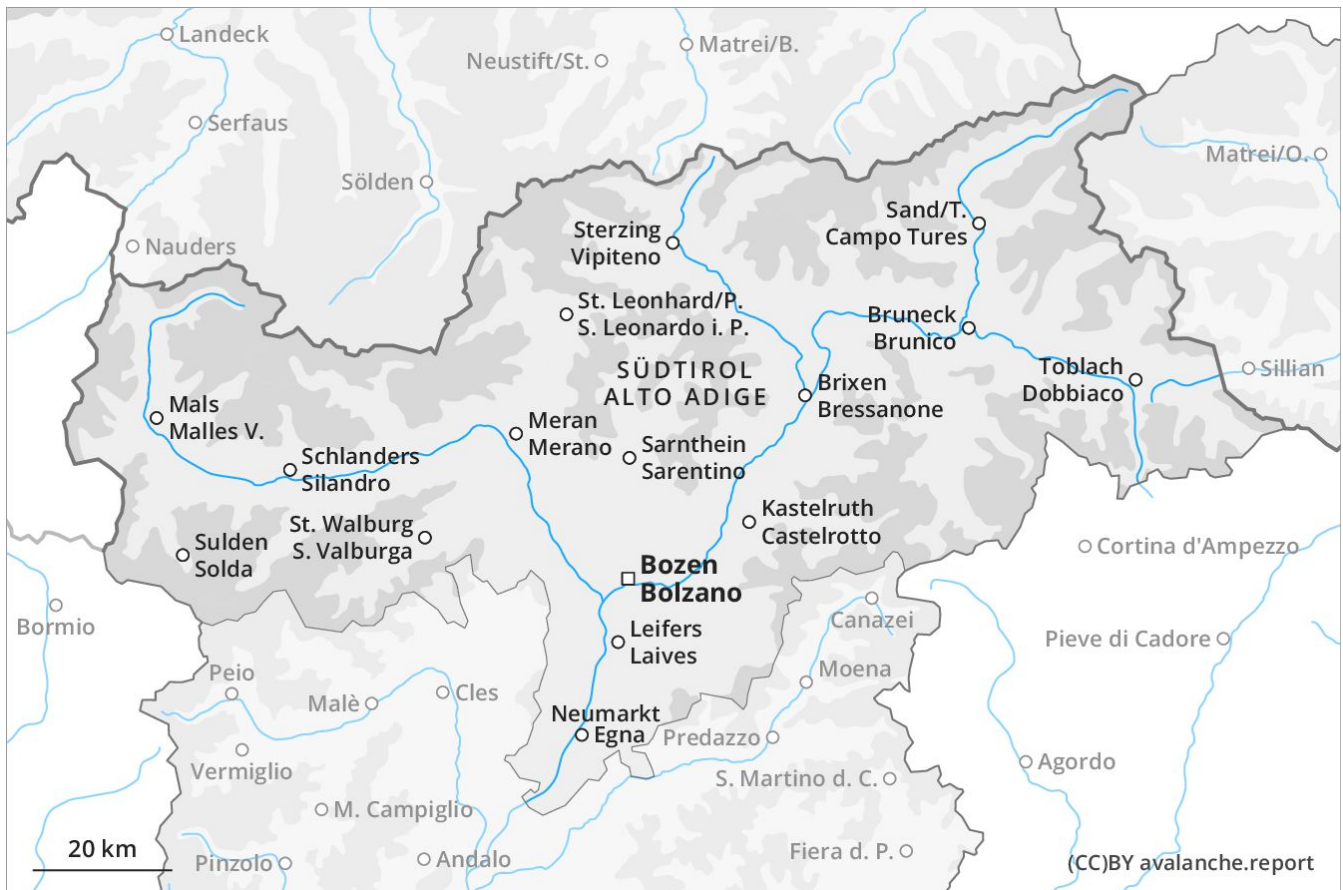 Landeck
Matrei/B.
Neustift/St.
Serfaus
Matrei/O.
Sölden
Sand/T.
Campo Tures
Sterzing
Vipiteno
Nauders
St. Leonhard/P.
S. Leonardo i. P.
Bruneck
Brunico
SÜDTIROL
ALTO ADIGE
Toblach
Dobbiaco
Sillian
Brixen
Bressanone
Mals
Malles V.
Meran
Merano
Sarnthein
Sarentino
Schlanders
Silandro
Kastelruth
Castelrotto
St. Walburg
S. Valburga
Sulden
Solda
Cortina d'Ampezzo
Bozen
Bolzano
Bormio
Canazei
Leifers
Laives
Pieve di Cadore
Peio
Moena
Malè
Cles
Neumarkt
Egna
Predazzo
Vermiglio
Agordo
S. Martino d. C.
M. Campiglio
20 km
Pinzolo
Andalo
Fiera d. P.
(CC)BY avalanche.report